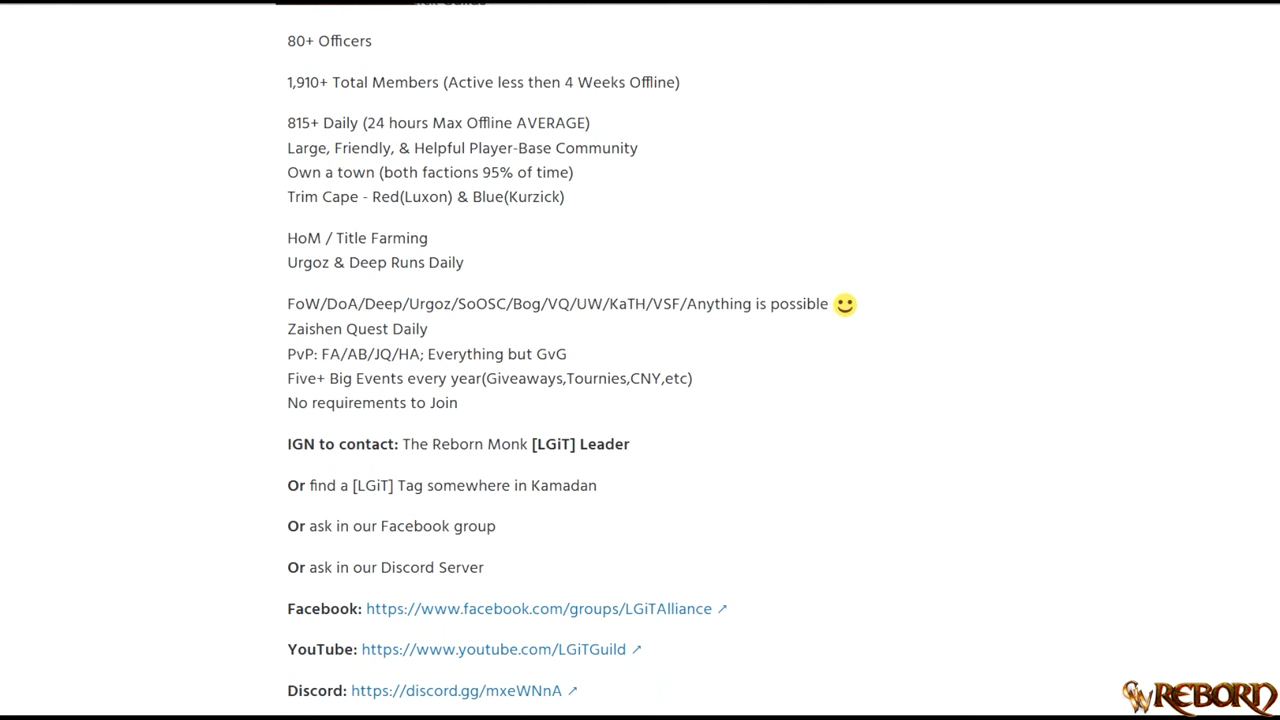 80+ Officers
1,910+ Total Members (Active less then 4 Weeks Offline)
815+ Daily (24 hours Max Offline AVERAGE)
Large, Friendly, & Helpful Player-Base Community
Own a town (both factions 95% of time)
Trim Cape - Red(Luxon) & Blue(Kurzick)
HoM / Title Farming
Urgoz & Deep Runs Daily
FoW/DoA/Deep/Urgoz/SoOSC/Bog/VQ/UW/KaTH/VSF/Anything is possible
Zaishen Quest Daily
PvP: FA/AB/JQ/HA; Everything but GvG
Five+ Big Events every year(Giveaways,Tournies,CNY,etc)
No requirements to Join
IGN to contact: The Reborn Monk [LGiT] Leader
Or find a [LGiT] Tag somewhere in Kamadan
Or ask in our Facebook group
Or ask in our Discord Server
Facebook: https://www.facebook.com/groups/LGiTAlliance ↗
YouTube: https://www.youtube.com/LGiTGuild ↗
Discord: https://discord.gg/mxeWNnA ↗
GW REBORN